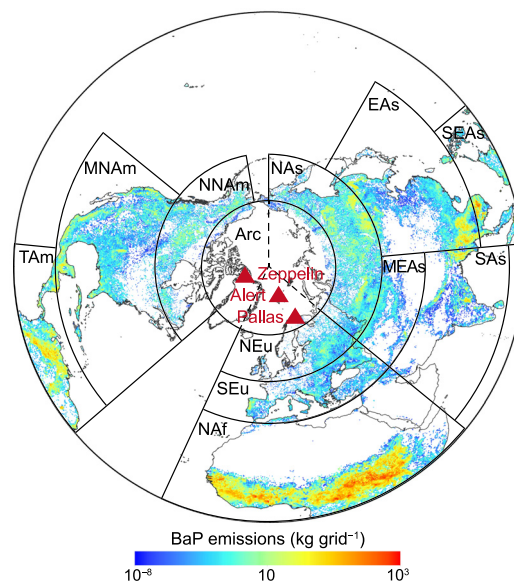 EAs
SEAs
MNAm
NNAm
NAs
Arc
TAm
Zeppelin
MEAs
SAs
Alert
Pallas
NEu
SEu
NAf
BaP emissions (kg grid⁻¹)
10⁻⁸ 10 10³